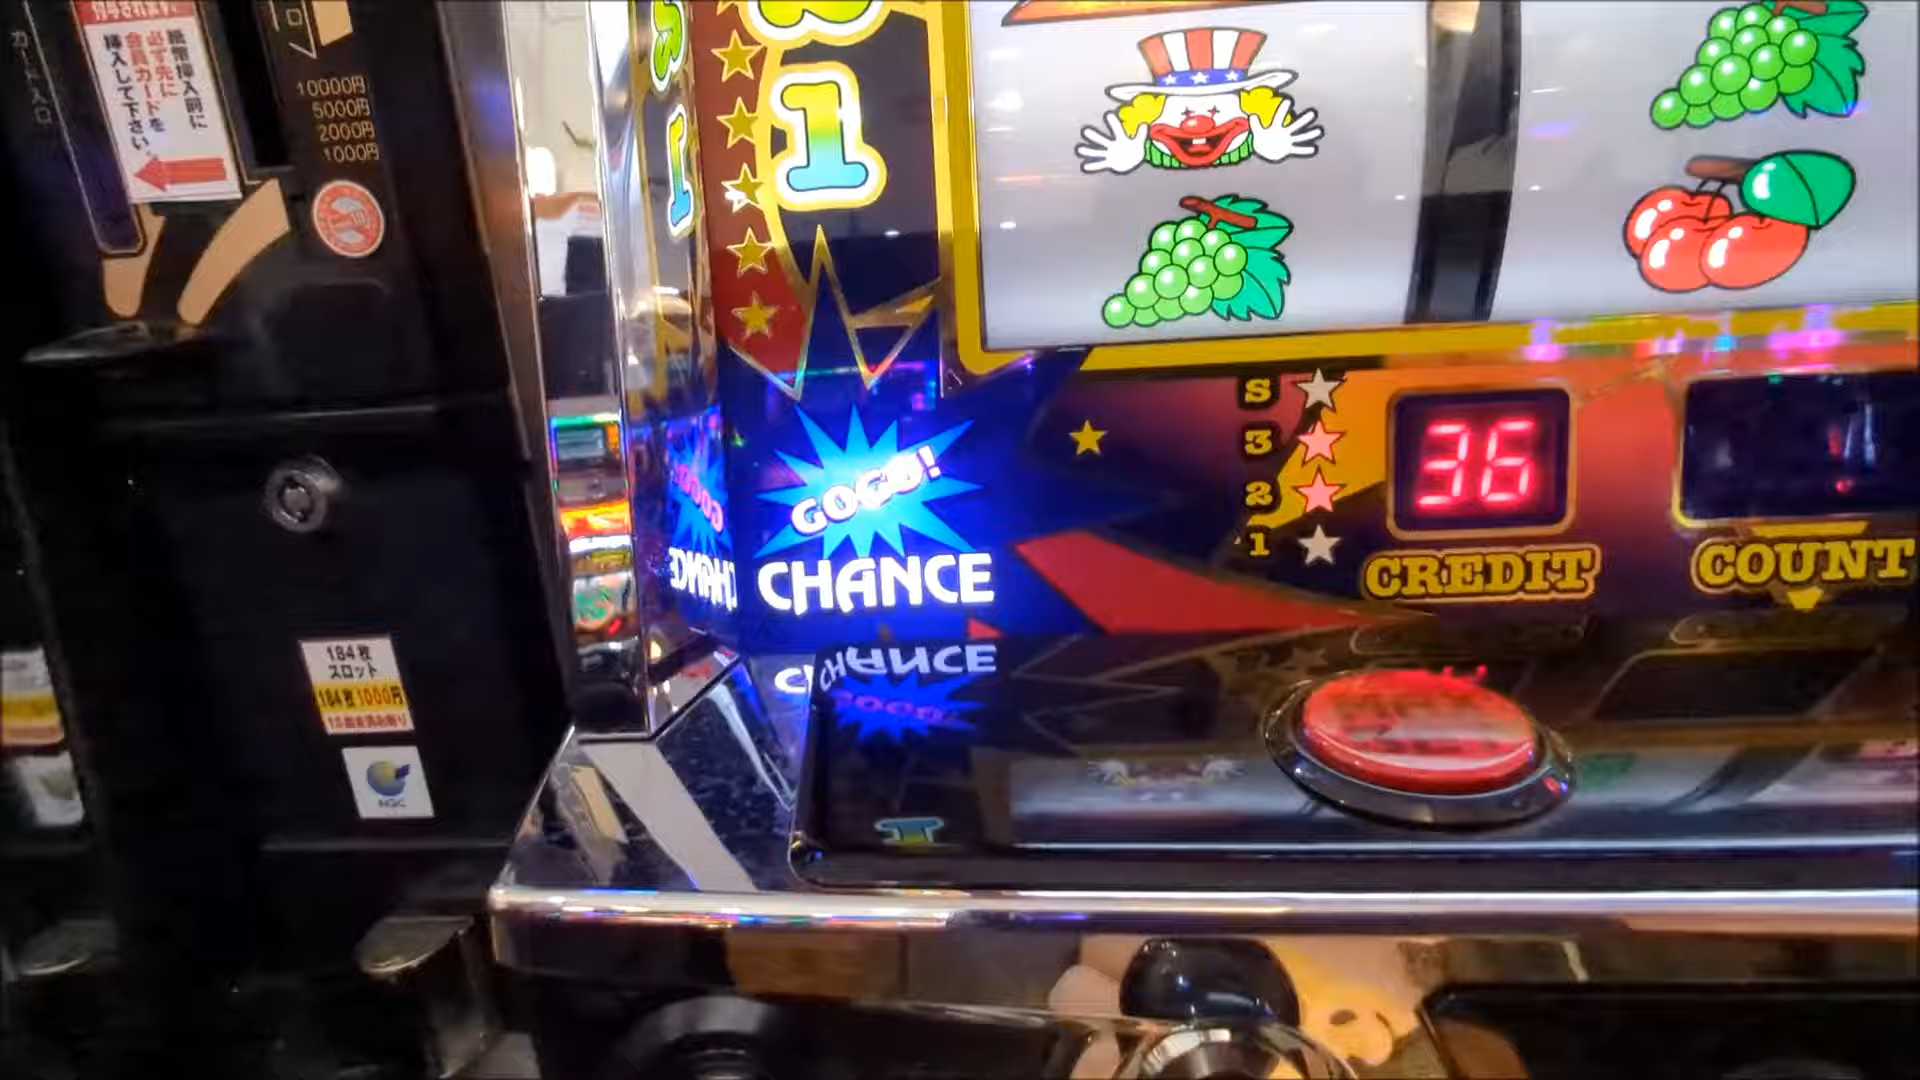 紙幣挿入前に
必ず先に
会員カードを
挿入して下さい。
10000円
5000円
2000円
1000円
1
1
GOGO!
CHANCE
S
3
2
1
36
CREDIT
COUNT
184枚
スロット
184枚 1000円
NGC